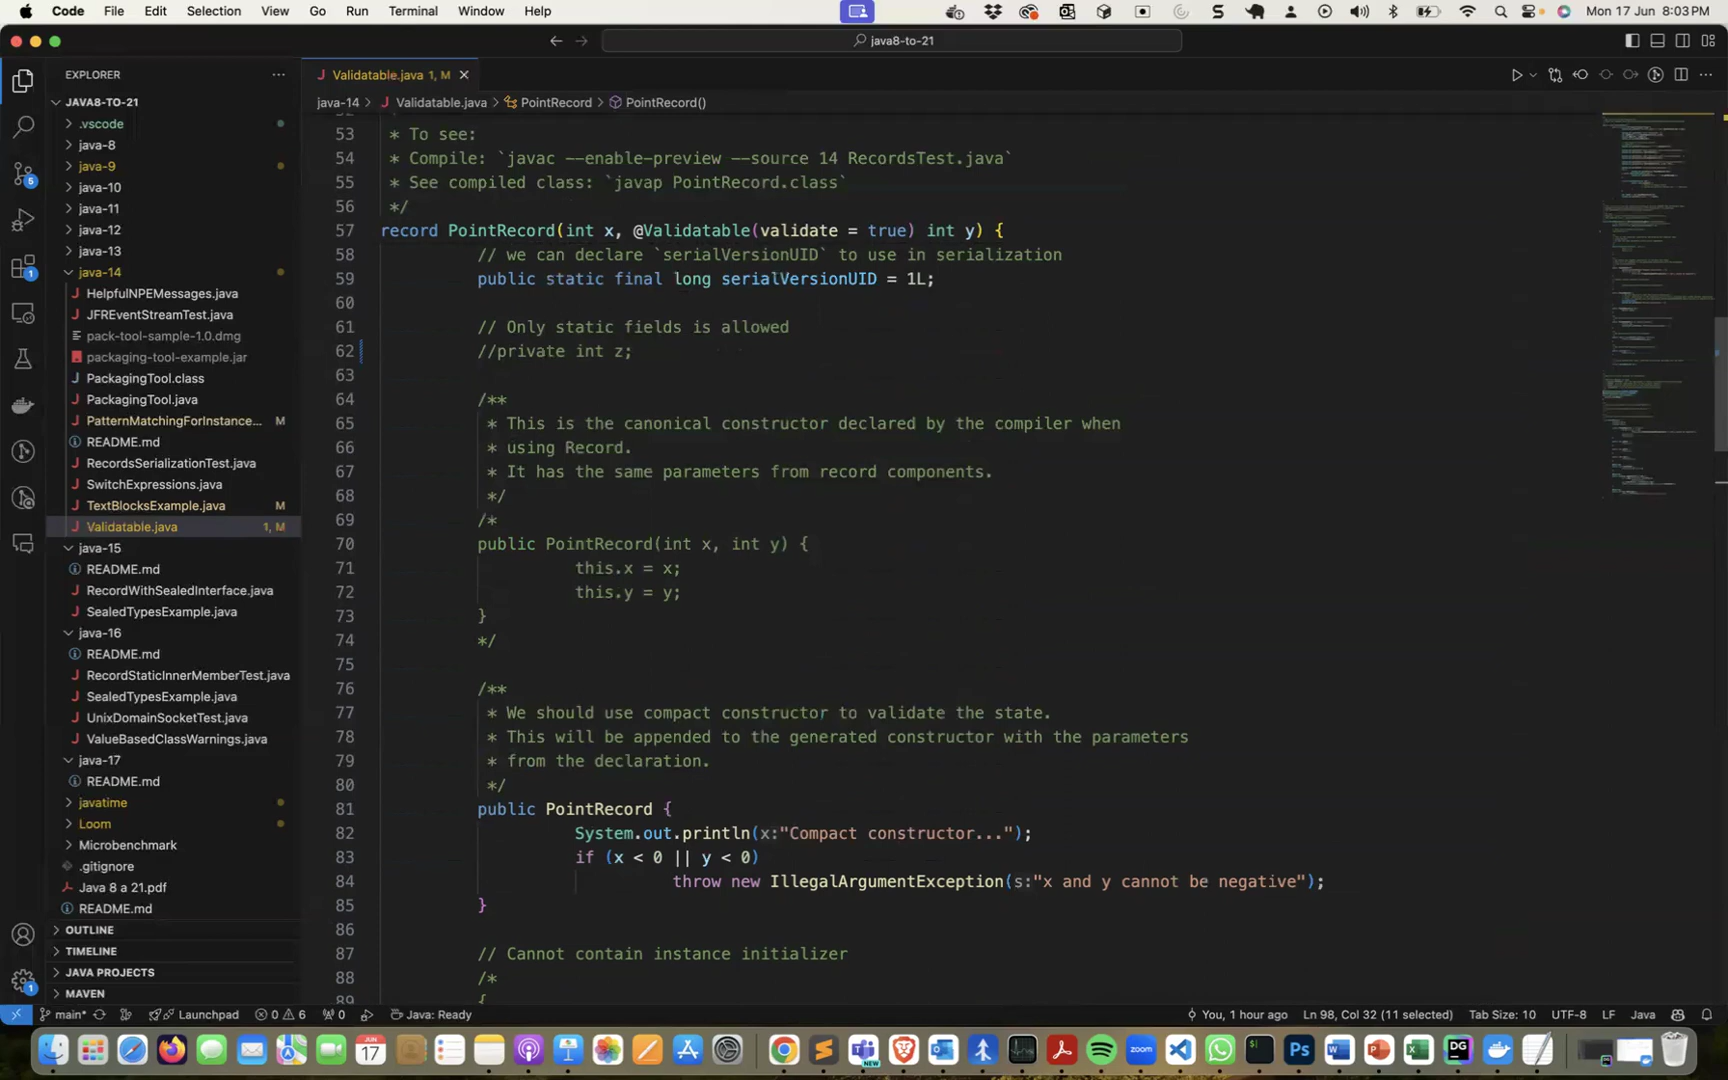 Code File Edit Selection View Go Run Terminal Window Help
Mon 17 Jun 8:03 PM
java8-to-21
EXPLORER
Validatable.java 1, M
JAVA8-TO-21
java-14 > Validatable.java > PointRecord > PointRecord()
.vscode
java-8
java-9
java-10
java-11
java-12
java-13
java-14
HelpfulNPEMessages.java
JFREventStreamTest.java
pack-tool-sample-1.0.dmg
packaging-tool-example.jar
PackagingTool.class
PackagingTool.java
PatternMatchingForInstance... M
README.md
RecordsSerializationTest.java
SwitchExpressions.java
TextBlocksExample.java M
Validatable.java 1, M
java-15
README.md
RecordWithSealedInterface.java
SealedTypesExample.java
java-16
README.md
RecordStaticInnerMemberTest.java
SealedTypesExample.java
UnixDomainSocketTest.java
ValueBasedClassWarnings.java
java-17
README.md
javatime
Loom
Microbenchmark
.gitignore
Java 8 a 21.pdf
README.md
OUTLINE
TIMELINE
JAVA PROJECTS
MAVEN
5
1
1
53 * To see:
54 * Compile: `javac --enable-preview --source 14 RecordsTest.java`
55 * See compiled class: `javap PointRecord.class`
56 */
57 record PointRecord(int x, @Validatable(validate = true) int y) {
58 // we can declare `serialVersionUID` to use in serialization
59 public static final long serialVersionUID = 1L;
60
61 // Only static fields is allowed
62 //private int z;
63
64 /**
65 * This is the canonical constructor declared by the compiler when
66 * using Record.
67 * It has the same parameters from record components.
68 */
69 /*
70 public PointRecord(int x, int y) {
71 this.x = x;
72 this.y = y;
73 }
74 */
75
76 /**
77 * We should use compact constructor to validate the state.
78 * This will be appended to the generated constructor with the parameters
79 * from the declaration.
80 */
81 public PointRecord {
82 System.out.println(x:"Compact constructor...");
83 if (x < 0 || y < 0)
84 throw new IllegalArgumentException(s:"x and y cannot be negative");
85 }
86
87 // Cannot contain instance initializer
88 /*
89 {
main* Launchpad 0 6 0 Java: Ready
You, 1 hour ago Ln 98, Col 32 (11 selected) Tab Size: 10 UTF-8 LF Java
JUN
17
NEW
DG